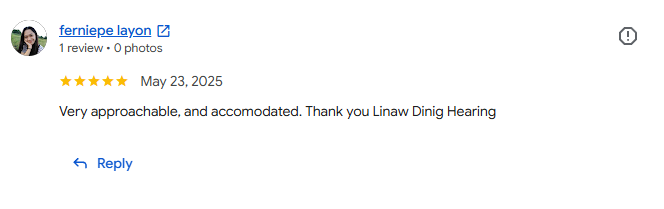 ferniepe layon
1 review • 0 photos
May 23, 2025
Very approachable, and accomodated. Thank you Linaw Dinig Hearing
Reply